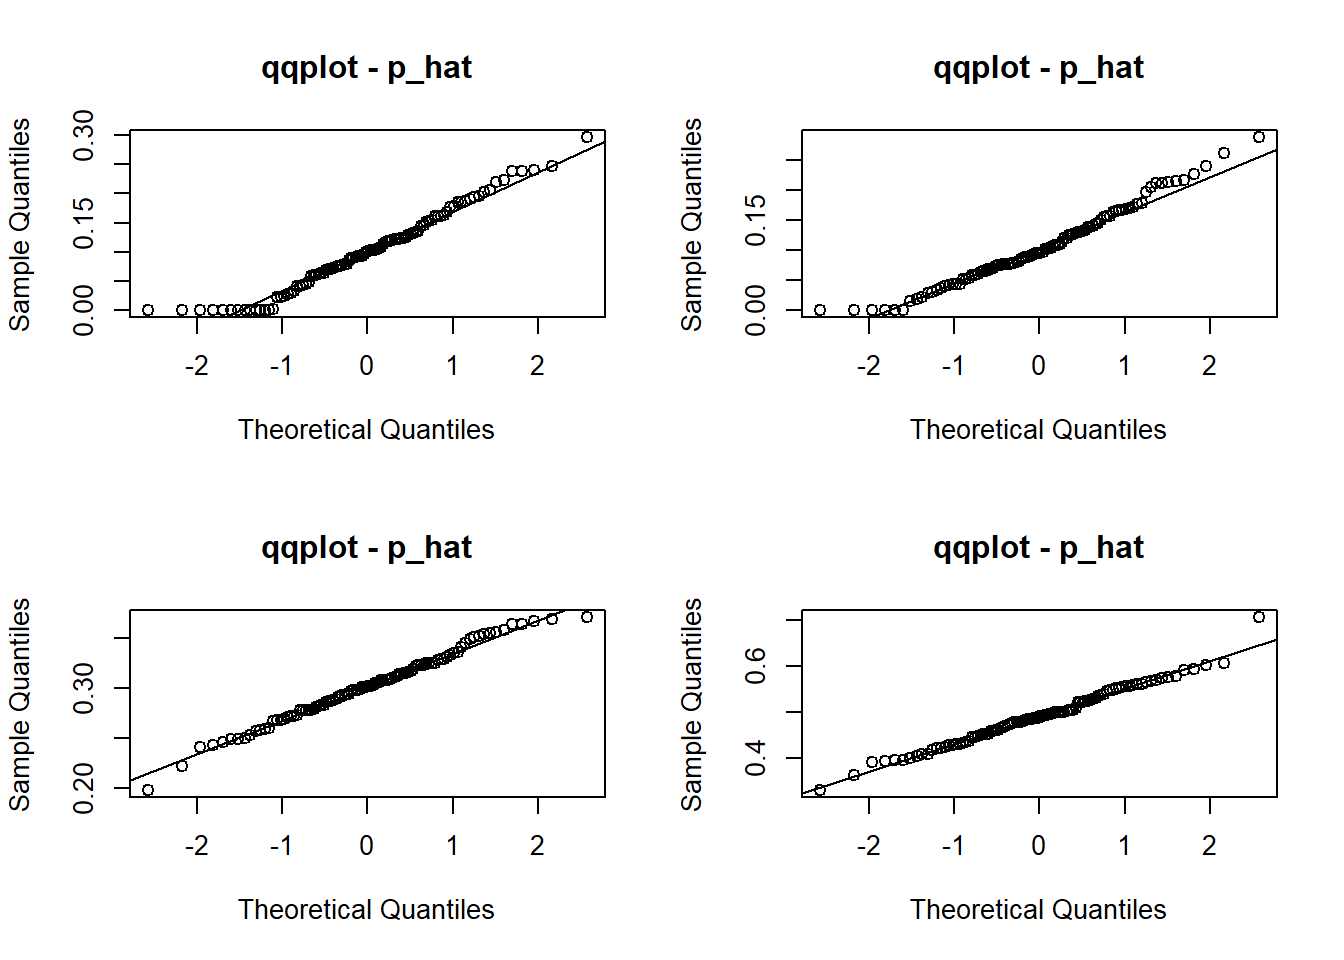 qqplot - p_hat
Sample Quantiles
0.00 0.15 0.30
-2 -1 0 1 2
Theoretical Quantiles
qqplot - p_hat
Sample Quantiles
0.00 0.15
-2 -1 0 1 2
Theoretical Quantiles
qqplot - p_hat
Sample Quantiles
0.20 0.30
-2 -1 0 1 2
Theoretical Quantiles
qqplot - p_hat
Sample Quantiles
0.4 0.6
-2 -1 0 1 2
Theoretical Quantiles